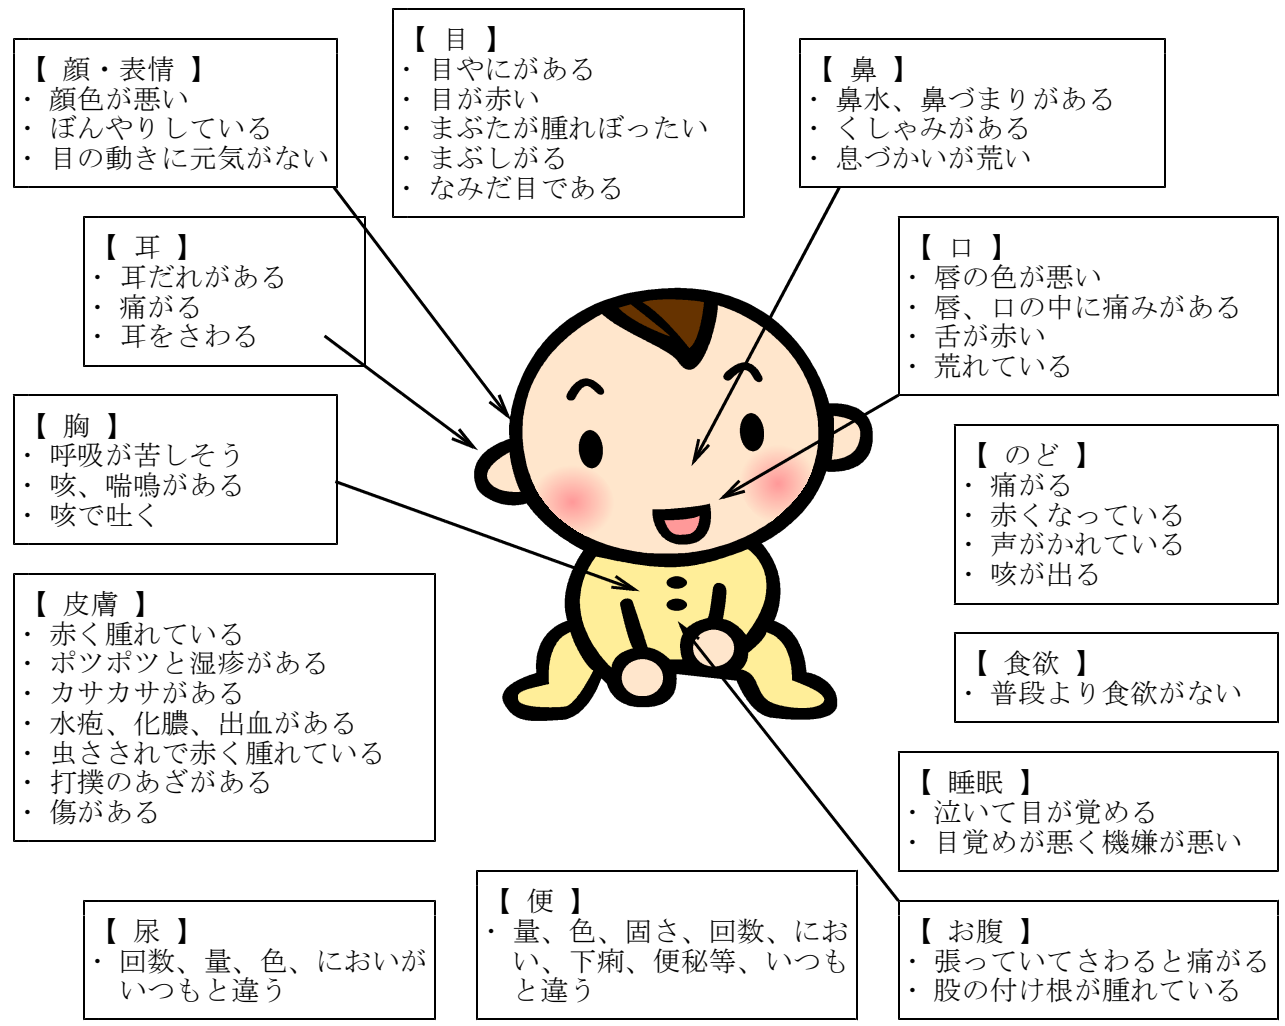 【 顔・表情 】
・ 顔色が悪い
・ ぼんやりしている
・ 目の動きに元気がない
【 目 】
・ 目やにがある
・ 目が赤い
・ まぶたが腫れぼったい
・ まぶしがる
・ なみだ目である
【 鼻 】
・ 鼻水、鼻づまりがある
・ くしゃみがある
・ 息づかいが荒い
【 耳 】
・ 耳だれがある
・ 痛がる
・ 耳をさわる
【 口 】
・ 唇の色が悪い
・ 唇、口の中に痛みがある
・ 舌が赤い
・ 荒れている
【 胸 】
・ 呼吸が苦しそう
・ 咳、喘鳴がある
・ 咳で吐く
【 のど 】
・ 痛がる
・ 赤くなっている
・ 声がかれている
・ 咳が出る
【 皮膚 】
・ 赤く腫れている
・ ポツポツと湿疹がある
・ カサカサがある
・ 水疱、化膿、出血がある
・ 虫さされで赤く腫れている
・ 打撲のあざがある
・ 傷がある
【 食欲 】
・ 普段より食欲がない
【 睡眠 】
・ 泣いて目が覚める
・ 目覚めが悪く機嫌が悪い
【 尿 】
・ 回数、量、色、においが
いつもと違う
【 便 】
・ 量、色、固さ、回数、にお
い、下痢、便秘等、いつも
と違う
【 お腹 】
・ 張っていてさわると痛がる
・ 股の付け根が腫れている